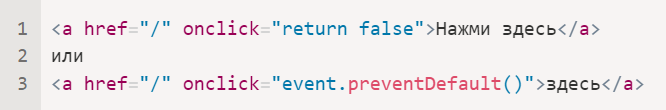 1 <a href="/" onclick="return false">Нажми здесь</a>
2 или
3 <a href="/" onclick="event.preventDefault()">здесь</a>